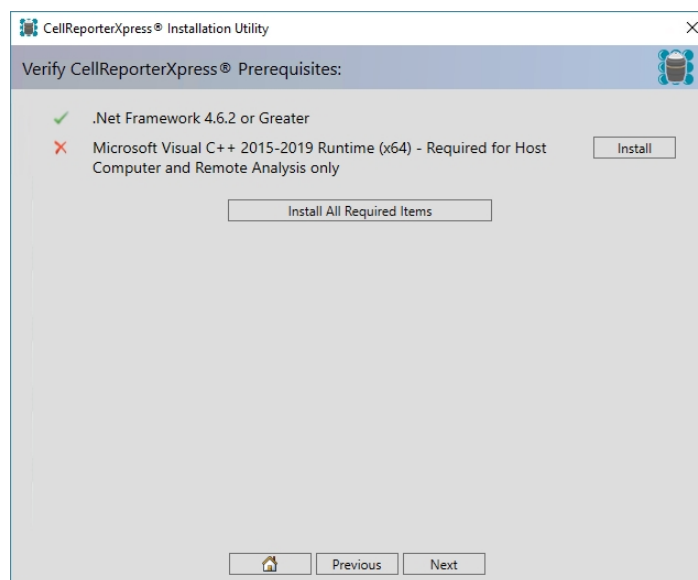 CellReporterXpress® Installation Utility
Verify CellReporterXpress® Prerequisites:
.Net Framework 4.6.2 or Greater
Microsoft Visual C++ 2015-2019 Runtime (x64) - Required for Host
Computer and Remote Analysis only
Install
Install All Required Items
Previous
Next